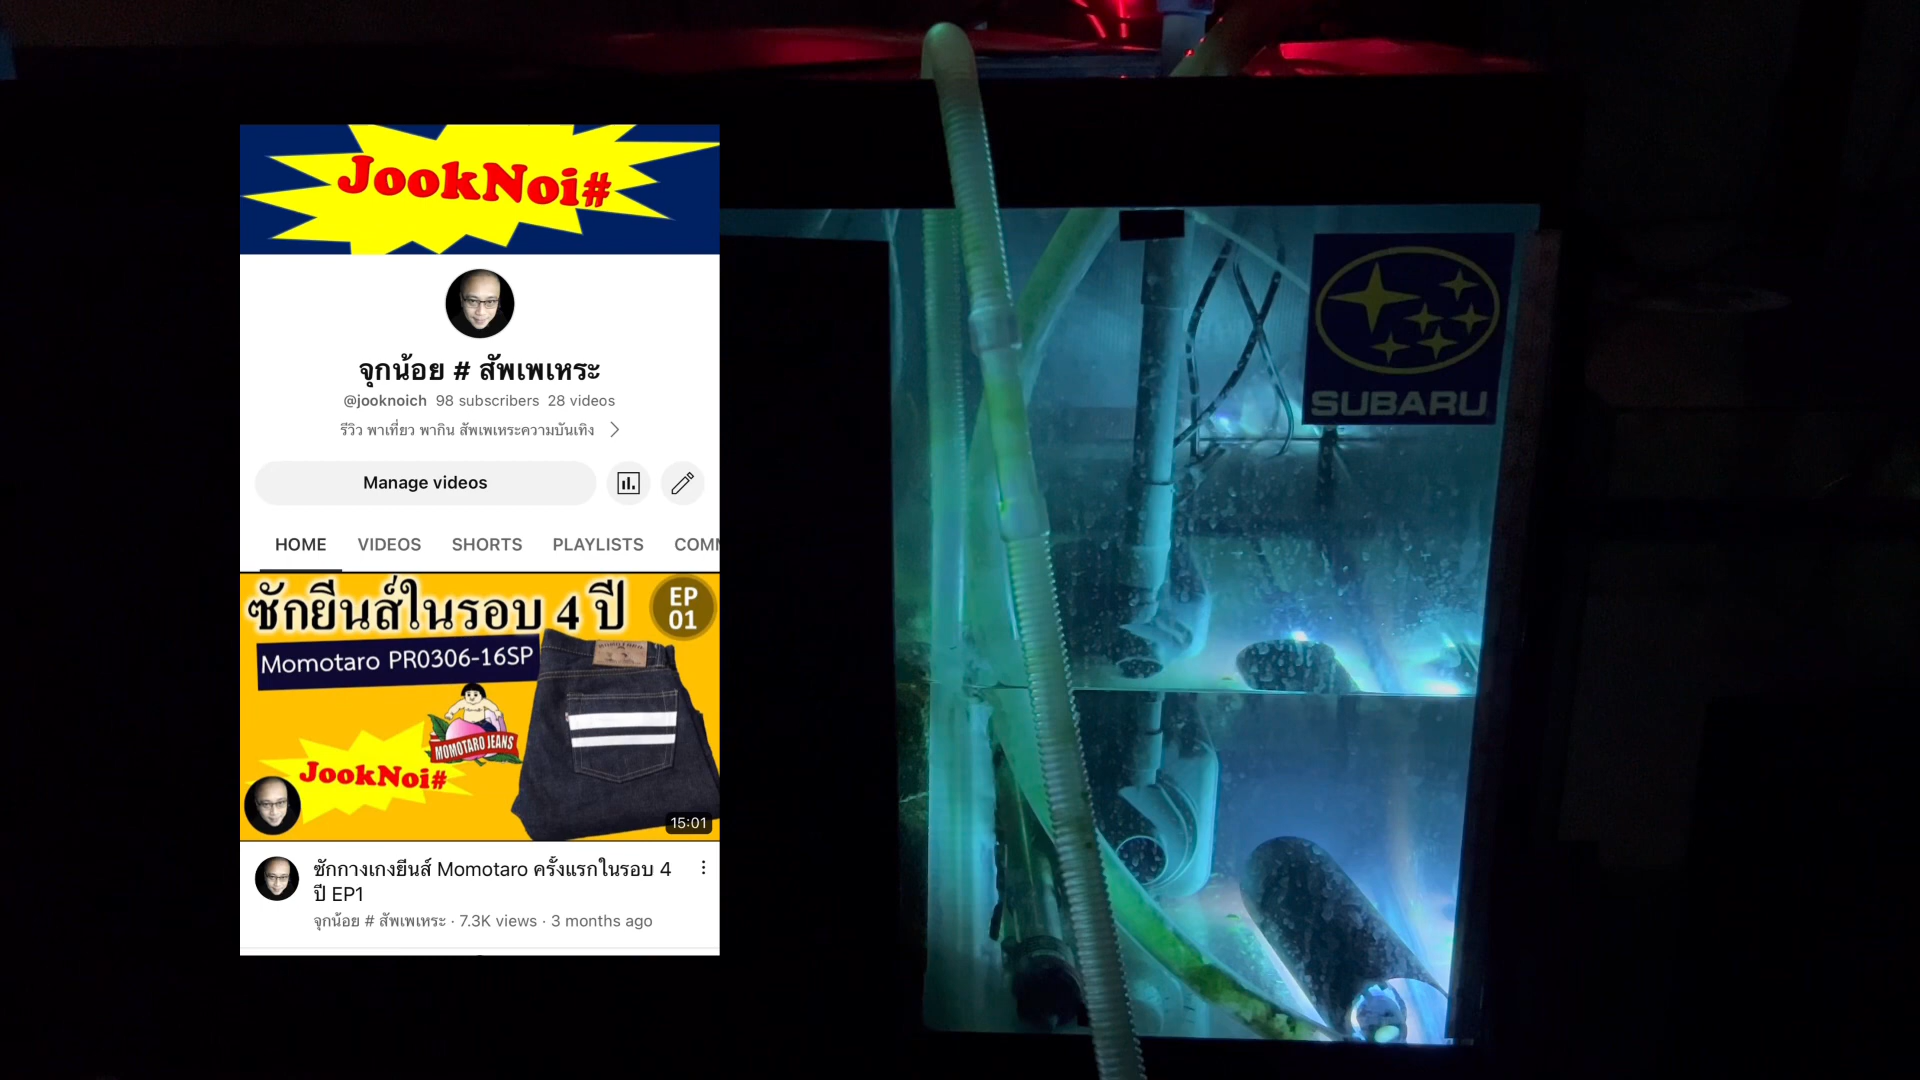 JookNoi#
จุกน้อย # สัพเพเหระ
@jooknoich 98 subscribers 28 videos
รีวิว พาเที่ยว พากิน สัพเพเหระความบันเทิง
Manage videos
HOME VIDEOS SHORTS PLAYLISTS COMM
ซักยีนส์ในรอบ 4 ปี
EP
01
Momotaro PR0306-16SP
MOMOTARO JEANS
JookNoi#
15:01
ซักกางเกงยีนส์ Momotaro ครั้งแรกในรอบ 4
ปี EP1
จุกน้อย # สัพเพเหระ · 7.3K views · 3 months ago
SUBARU